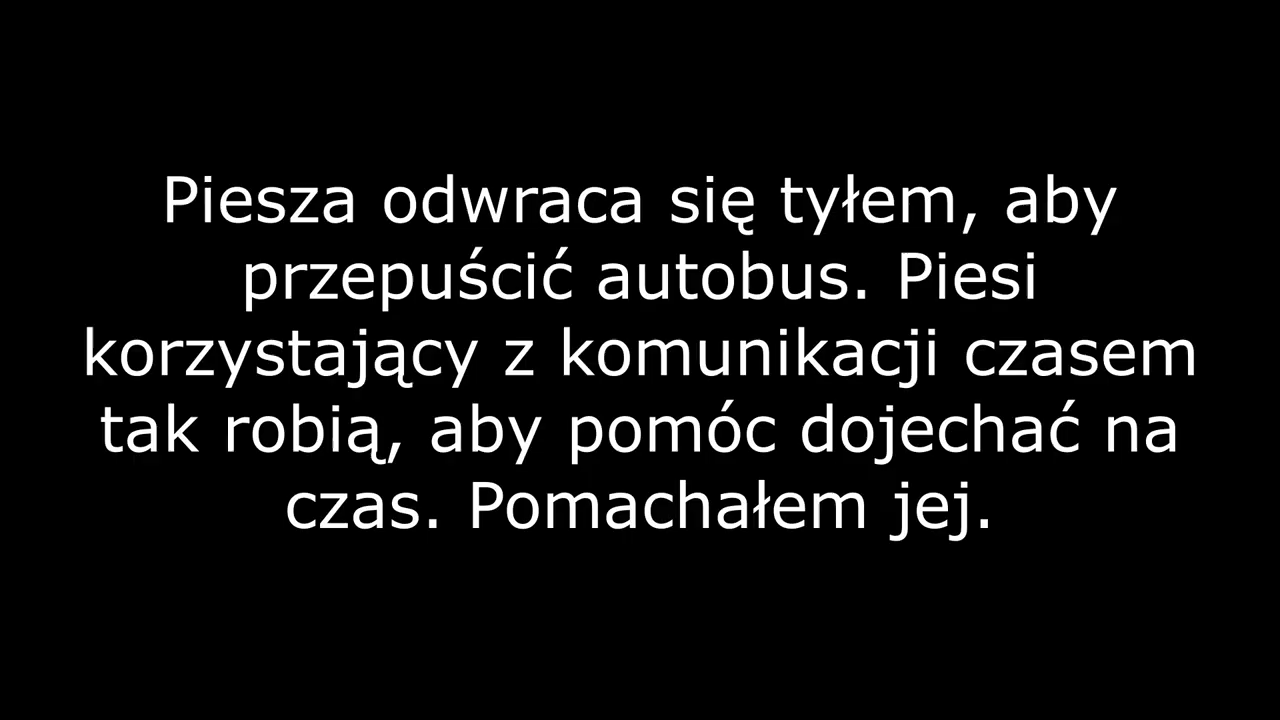 Piesza odwraca się tyłem, aby
przepuścić autobus. Piesi
korzystający z komunikacji czasem
tak robią, aby pomóc dojechać na
czas. Pomachałem jej.